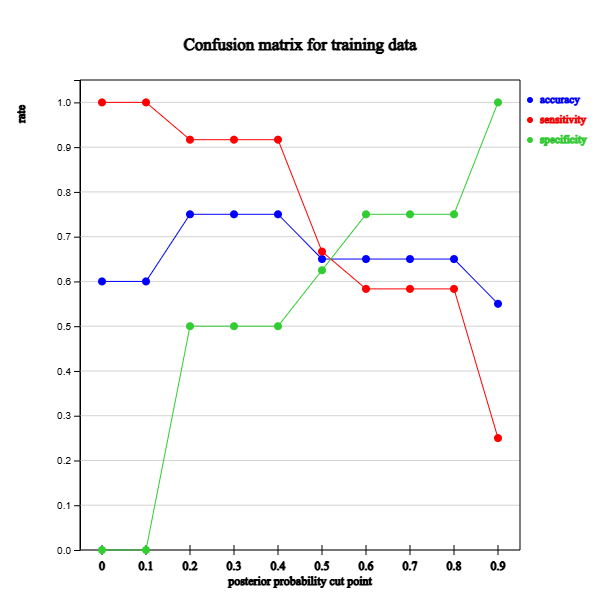 Confusion matrix for training data
rate
accuracy
sensitivity
specificity
1.0
0.9
0.8
0.7
0.6
0.5
0.4
0.3
0.2
0.1
0.0
0 0.1 0.2 0.3 0.4 0.5 0.6 0.7 0.8 0.9
posterior probability cut point